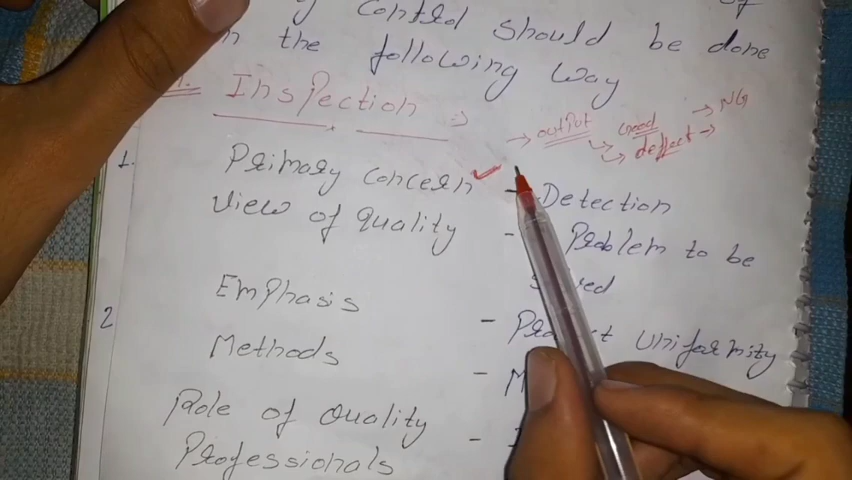 y control should be done of
the following way
Inspection
→ output → good
→ defect → → NG
1. Primary concern ✓ - Detection
View of quality - Problem to be
Emphasis
2 - Product Uniformity
Methods -
Role of Quality -
Professionals